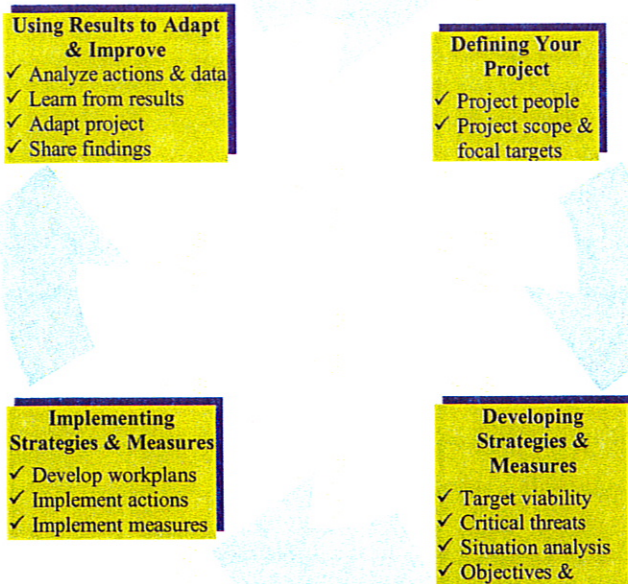 Using Results to Adapt
& Improve
✓ Analyze actions & data
✓ Learn from results
✓ Adapt project
✓ Share findings
Defining Your
Project
✓ Project people
✓ Project scope &
focal targets
Implementing
Strategies & Measures
✓ Develop workplans
✓ Implement actions
✓ Implement measures
Developing
Strategies &
Measures
✓ Target viability
✓ Critical threats
✓ Situation analysis
✓ Objectives &